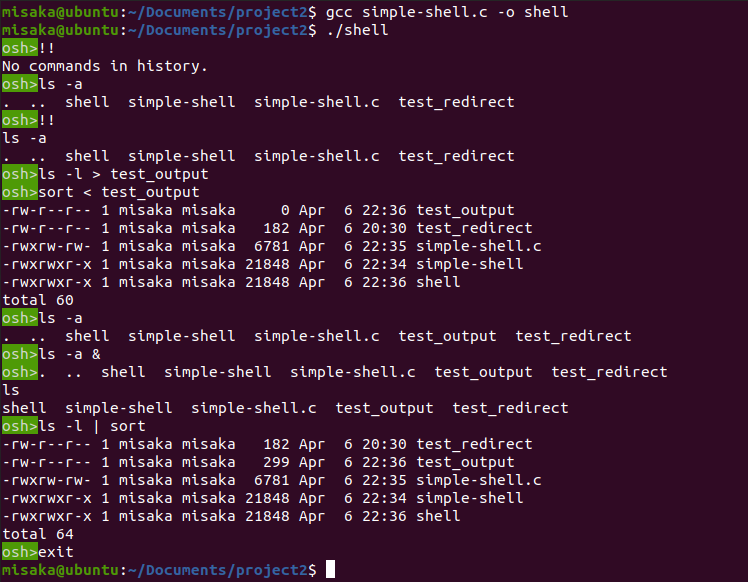 misaka@ubuntu:~/Documents/project2$ gcc simple-shell.c -o shell
misaka@ubuntu:~/Documents/project2$ ./shell
osh>!!
No commands in history.
osh>ls -a
.  ..  shell  simple-shell  simple-shell.c  test_redirect
osh>!!
ls -a
.  ..  shell  simple-shell  simple-shell.c  test_redirect
osh>ls -l > test_output
osh>sort < test_output
-rw-r--r-- 1 misaka misaka     0 Apr  6 22:36 test_output
-rw-r--r-- 1 misaka misaka   182 Apr  6 20:30 test_redirect
-rwxrw-rw- 1 misaka misaka  6781 Apr  6 22:35 simple-shell.c
-rwxrwxr-x 1 misaka misaka 21848 Apr  6 22:34 simple-shell
-rwxrwxr-x 1 misaka misaka 21848 Apr  6 22:36 shell
total 60
osh>ls -a
.  ..  shell  simple-shell  simple-shell.c  test_output  test_redirect
osh>ls -a &
osh>.  ..  shell  simple-shell  simple-shell.c  test_output  test_redirect
ls
shell  simple-shell  simple-shell.c  test_output  test_redirect
osh>ls -l | sort
-rw-r--r-- 1 misaka misaka   182 Apr  6 20:30 test_redirect
-rw-r--r-- 1 misaka misaka   299 Apr  6 22:36 test_output
-rwxrw-rw- 1 misaka misaka  6781 Apr  6 22:35 simple-shell.c
-rwxrwxr-x 1 misaka misaka 21848 Apr  6 22:34 simple-shell
-rwxrwxr-x 1 misaka misaka 21848 Apr  6 22:36 shell
total 64
osh>exit
misaka@ubuntu:~/Documents/project2$